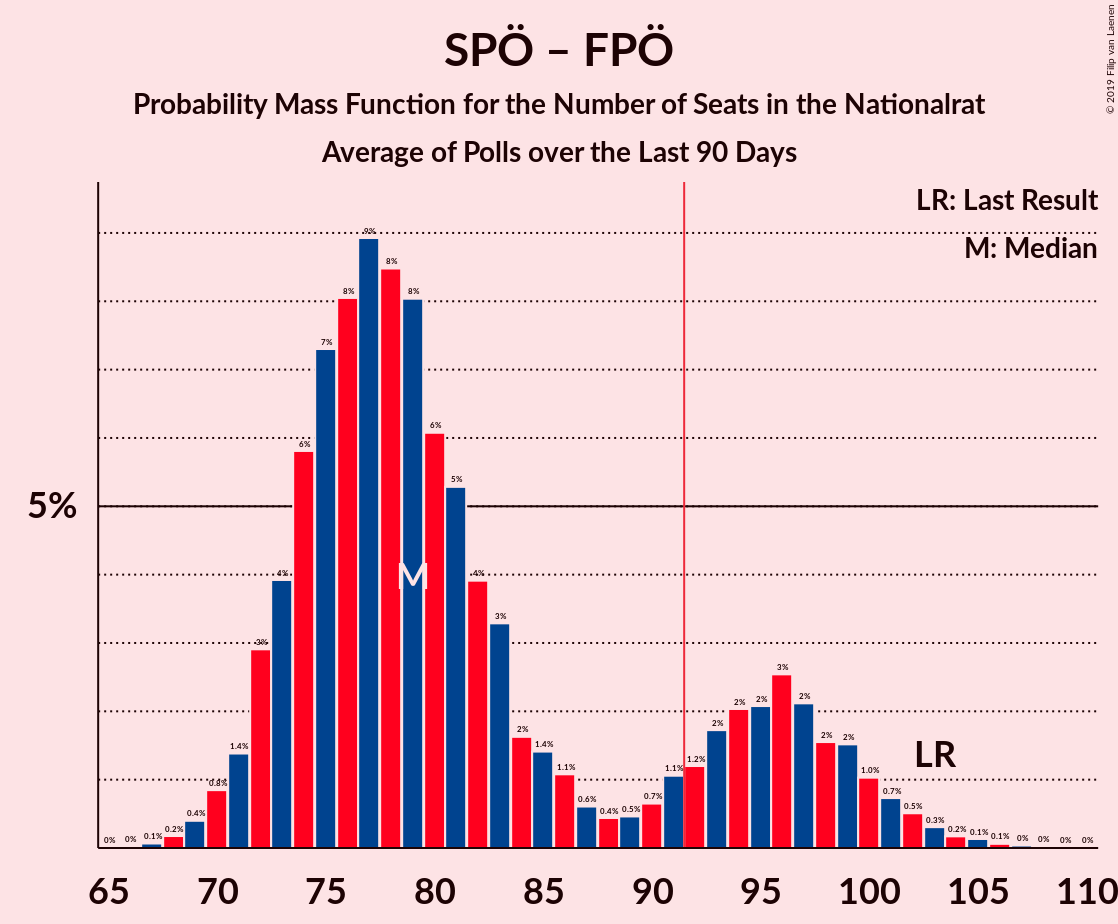 SPÖ – FPÖ
Probability Mass Function for the Number of Seats in the Nationalrat
Average of Polls over the Last 90 Days
© 2019 Filip van Laenen
LR: Last Result
M: Median
5%
0% 0% 0.1% 0.2% 0.4% 0.8% 1.4% 3% 4% 6% 7% 8% 9% 8% 8% 6% 5% 4% 3% 2% 1.4% 1.1% 0.6% 0.4% 0.5% 0.7% 1.1% 1.2% 2% 2% 2% 3% 2% 2% 2% 1.0% 0.7% 0.5% 0.3% 0.2% 0.1% 0.1% 0% 0% 0% 0%
M
LR
65 70 75 80 85 90 95 100 105 110